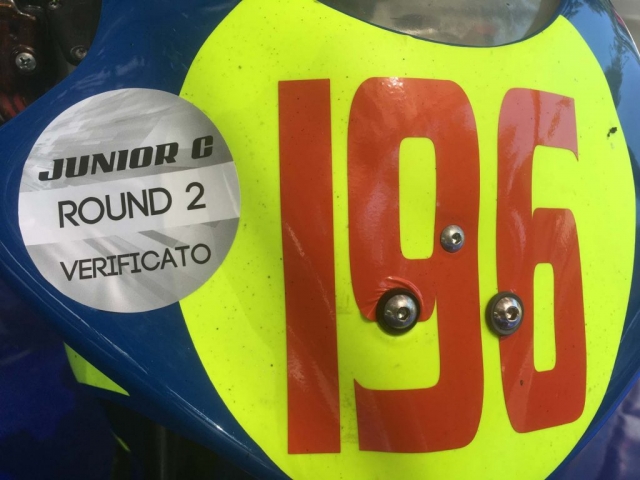 JUNIOR C
ROUND 2
VERIFICATO
196